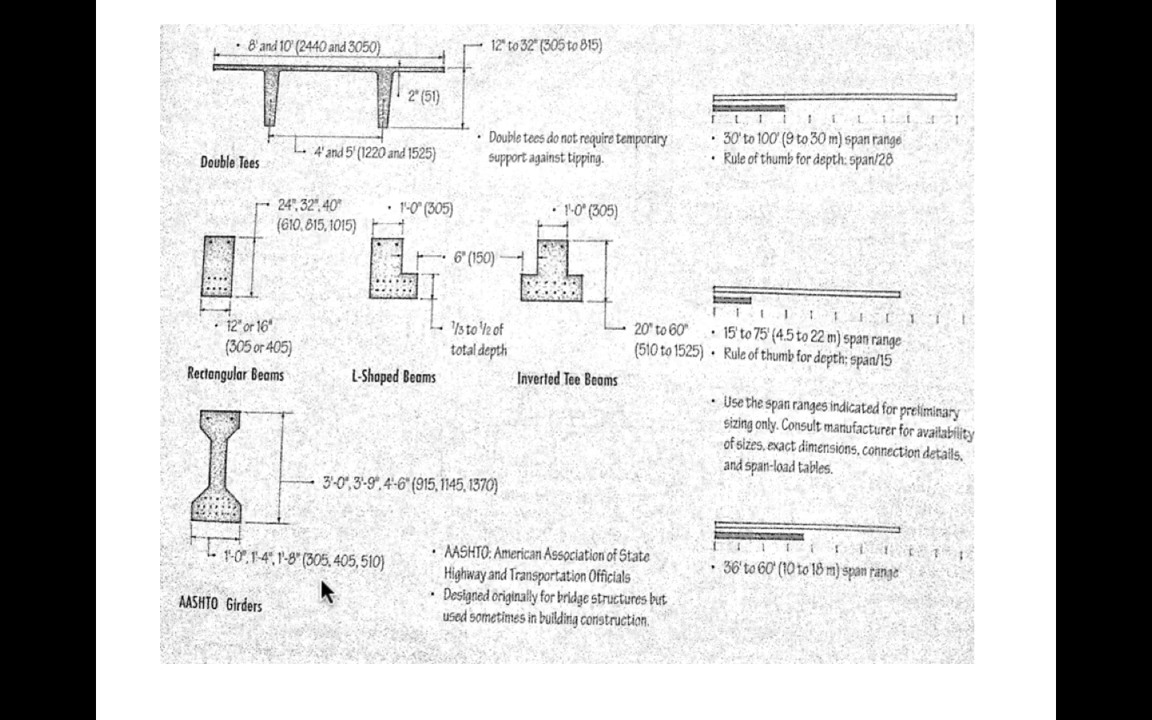 • 8' and 10' (2440 and 3050)
12" to 32" (305 to 815)
2" (51)
• Double tees do not require temporary
support against tipping.
4' and 5' (1220 and 1525)
Double Tees
• 30' to 100' (9 to 30 m) span range
• Rule of thumb for depth: span/28
• 24", 32", 40"
(610, 815, 1015)
• 1'-0" (305)
• 1'-0" (305)
• 6" (150)
• 12" or 16"
(305 or 405)
• 1/3 to 1/2 of
total depth
• 20" to 60"
(510 to 1525)
Rectangular Beams
L-Shaped Beams
Inverted Tee Beams
• 15' to 75' (4.5 to 22 m) span range
• Rule of thumb for depth: span/15
• Use the span ranges indicated for preliminary
sizing only. Consult manufacturer for availability
of sizes, exact dimensions, connection details,
and span-load tables.
3'-0", 3'-9", 4'-6" (915, 1145, 1370)
• 1'-0", 1'-4", 1'-8" (305, 405, 510)
AASHTO Girders
• AASHTO: American Association of State
Highway and Transportation Officials
• Designed originally for bridge structures but
used sometimes in building construction.
• 36' to 60' (10 to 18 m) span range